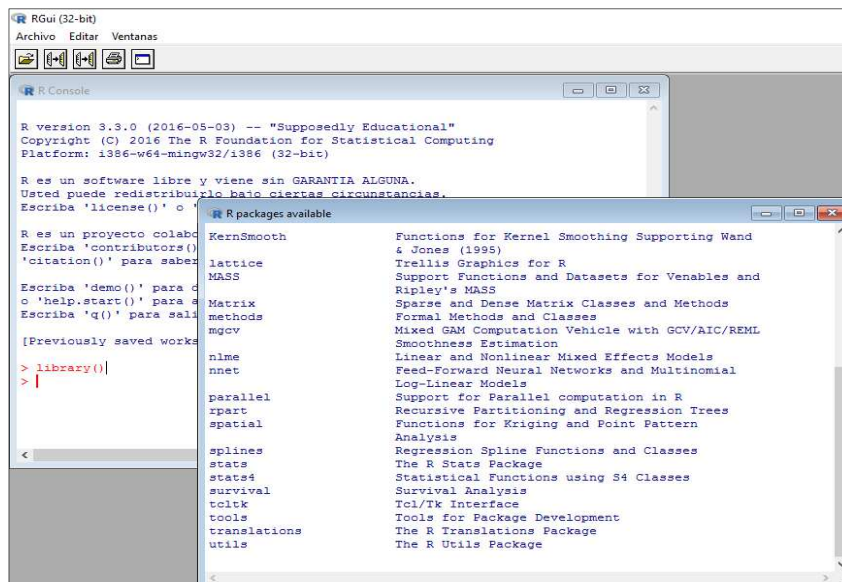 RGui (32-bit)
Archivo Editar Ventanas
R Console
R version 3.3.0 (2016-05-03) -- "Supposedly Educational"
Copyright (C) 2016 The R Foundation for Statistical Computing
Platform: i386-w64-mingw32/i386 (32-bit)
R es un software libre y viene sin GARANTIA ALGUNA.
Usted puede redistribuirlo bajo ciertas circunstancias.
Escriba 'license()' o '
R es un proyecto colabo
Escriba 'contributors()
'citation()' para saber
Escriba 'demo()' para d
o 'help.start()' para a
Escriba 'q()' para sali
[Previously saved works
> library()
>
R packages available
KernSmooth Functions for Kernel Smoothing Supporting Wand
& Jones (1995)
lattice Trellis Graphics for R
MASS Support Functions and Datasets for Venables and
Ripley's MASS
Matrix Sparse and Dense Matrix Classes and Methods
methods Formal Methods and Classes
mgcv Mixed GAM Computation Vehicle with GCV/AIC/REML
Smoothness Estimation
nlme Linear and Nonlinear Mixed Effects Models
nnet Feed-Forward Neural Networks and Multinomial
Log-Linear Models
parallel Support for Parallel computation in R
rpart Recursive Partitioning and Regression Trees
spatial Functions for Kriging and Point Pattern
Analysis
splines Regression Spline Functions and Classes
stats The R Stats Package
stats4 Statistical Functions using S4 Classes
survival Survival Analysis
tcltk Tcl/Tk Interface
tools Tools for Package Development
translations The R Translations Package
utils The R Utils Package